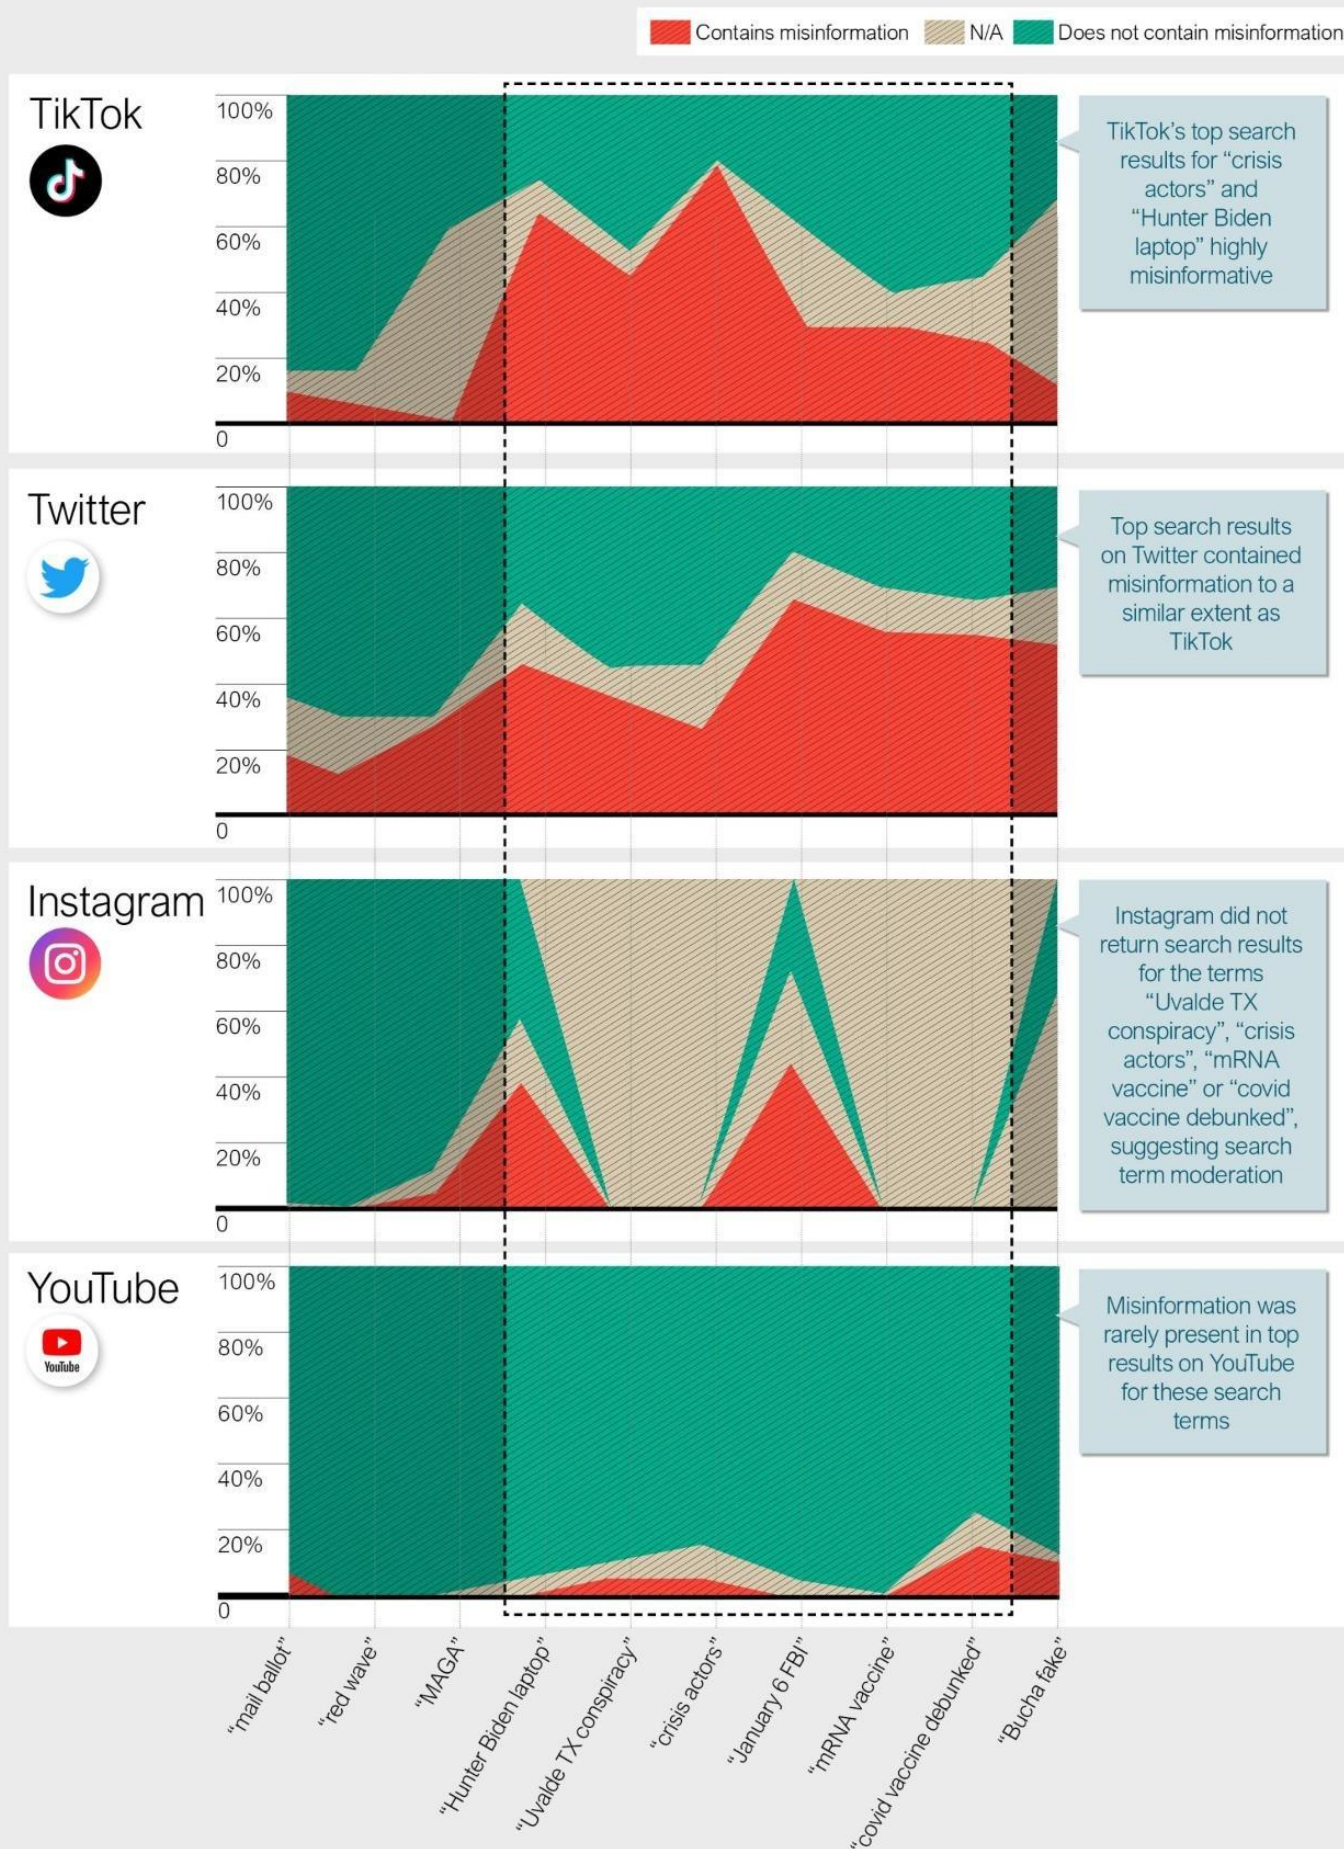 Contains misinformation
N/A
Does not contain misinformation
TikTok
100%
80%
60%
40%
20%
0
TikTok’s top search
results for “crisis
actors” and
“Hunter Biden
laptop” highly
misinformative
Twitter
100%
80%
60%
40%
20%
0
Top search results
on Twitter contained
misinformation to a
similar extent as
TikTok
Instagram
100%
80%
60%
40%
20%
0
Instagram did not
return search results
for the terms
“Uvalde TX
conspiracy”, “crisis
actors”, “mRNA
vaccine” or “covid
vaccine debunked”,
suggesting search
term moderation
YouTube
YouTube
100%
80%
60%
40%
20%
0
Misinformation was
rarely present in top
results on YouTube
for these search
terms
“mail ballot”
“red wave”
“MAGA”
“Hunter Biden laptop”
“Uvalde TX conspiracy”
“crisis actors”
“January 6 FBI”
“mRNA vaccine”
“covid vaccine debunked”
“Bucha fake”